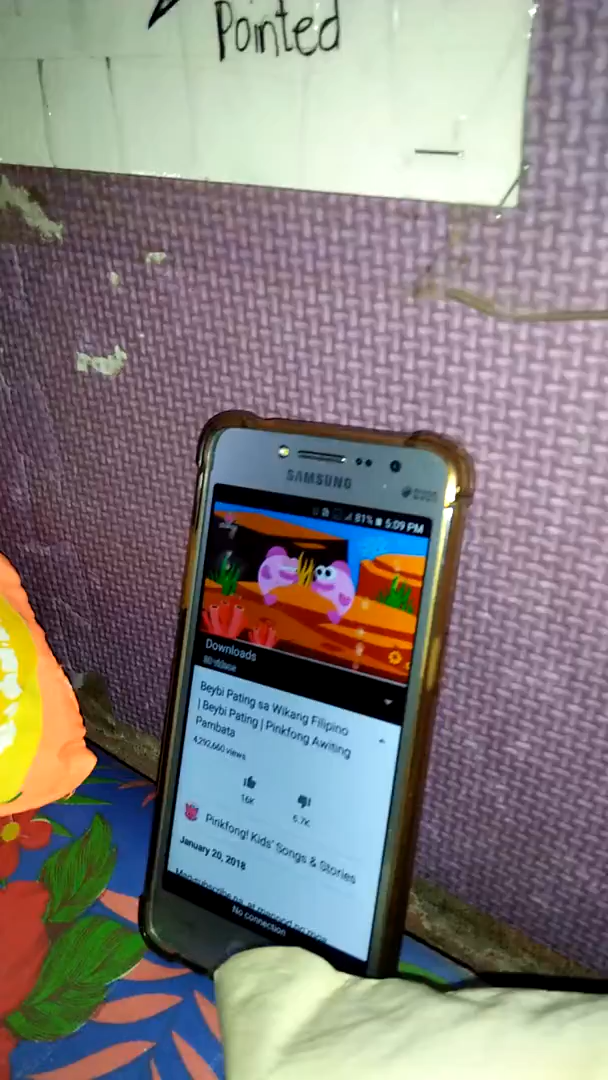 Pointed
SAMSUNG
81% 5:09 PM
Downloads
Beybi Pating sa Wikang Filipino
| Beybi Pating | Pinkfong Awiting
Pambata
4,292,660 views
16K
6.7K
Pinkfong! Kids' Songs & Stories
January 20, 2018
No connection